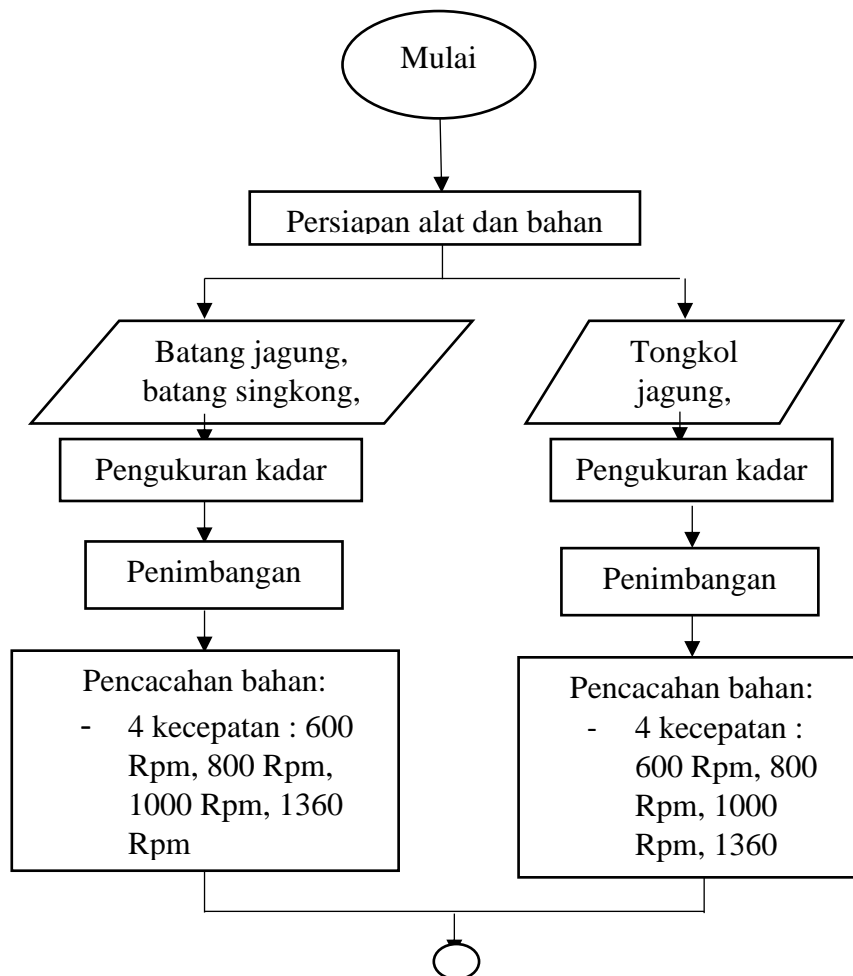 Mulai
Persiapan alat dan bahan
Batang jagung,
batang singkong,
Tongkol
jagung,
Pengukuran kadar
Pengukuran kadar
Penimbangan
Penimbangan
Pencacahan bahan:
- 4 kecepatan : 600
Rpm, 800 Rpm,
1000 Rpm, 1360
Rpm
Pencacahan bahan:
- 4 kecepatan :
600 Rpm, 800
Rpm, 1000
Rpm, 1360